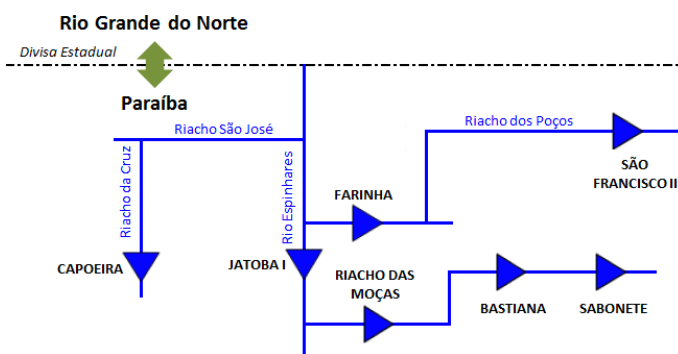 Rio Grande do Norte
Divisa Estadual
Paraíba
Riacho São José
Riacho dos Poços
Riacho da Cruz
Rio Espinhares
SÃO
FRANCISCO II
FARINHA
CAPOEIRA
JATOBA I
RIACHO DAS
MOÇAS
BASTIANA
SABONETE